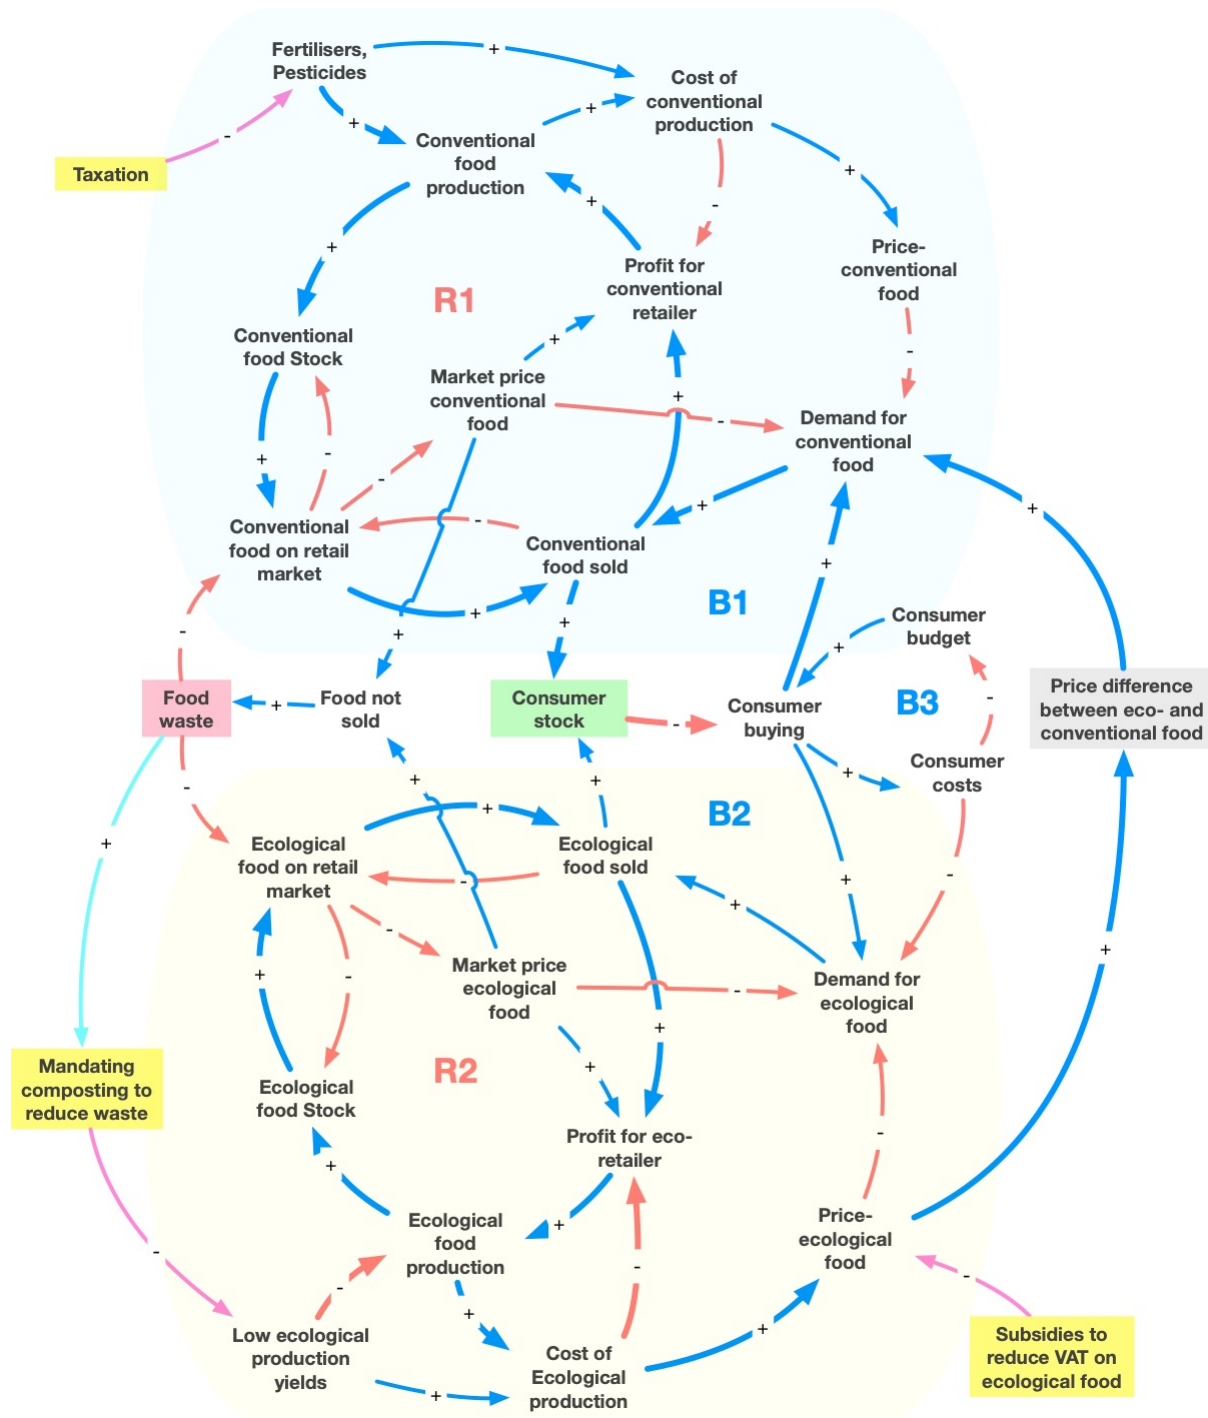 Fertilisers,
Pesticides
+
Cost of
conventional
production
+
+
-
Conventional
food
production
Taxation
+
-
+
+
Price-
conventional
food
Profit for
conventional
retailer
R1
Conventional
food Stock
+
-
Market price
conventional
food
+
-
Demand for
conventional
food
+
-
-
+
+
Conventional
food on retail
market
-
Conventional
food sold
+
+
B1
+
Consumer
budget
+
-
+
Food
waste
+
Food not
sold
Consumer
stock
-
Consumer
buying
B3
-
Price difference
between eco- and
conventional food
Consumer
costs
+
+
+
-
+
B2
+
Ecological
food on retail
market
Ecological
food sold
-
+
-
+
-
Market price
ecological
food
-
Demand for
ecological
food
+
+
-
+
Mandating
composting to
reduce waste
R2
+
Ecological
food Stock
Profit for eco-
retailer
-
+
Ecological
food
production
+
Price-
ecological
food
-
-
-
-
+
+
Low ecological
production
yields
+
Cost of
Ecological
production
Subsidies to
reduce VAT on
ecological food